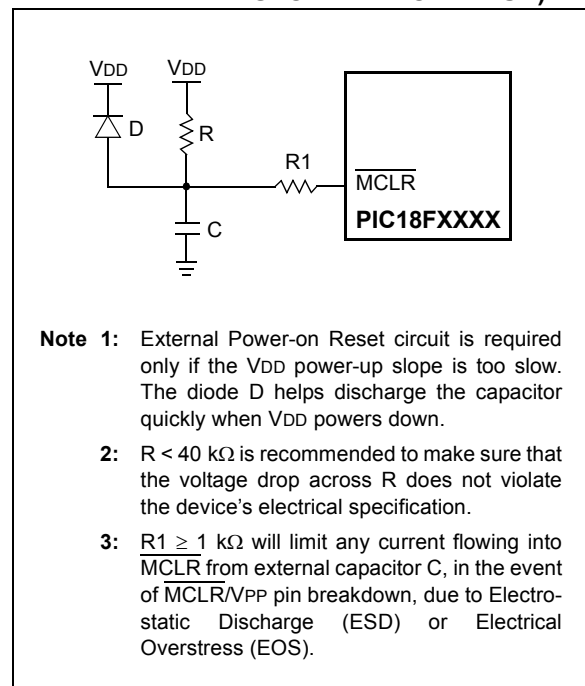 VDD VDD
D
R
R1
MCLR
C
PIC18FXXXX
Note 1: External Power-on Reset circuit is required
only if the VDD power-up slope is too slow.
The diode D helps discharge the capacitor
quickly when VDD powers down.
2: R < 40 kΩ is recommended to make sure that
the voltage drop across R does not violate
the device’s electrical specification.
3: R1 ≥ 1 kΩ will limit any current flowing into
MCLR from external capacitor C, in the event
of MCLR/VPP pin breakdown, due to Electro-
static Discharge (ESD) or Electrical
Overstress (EOS).